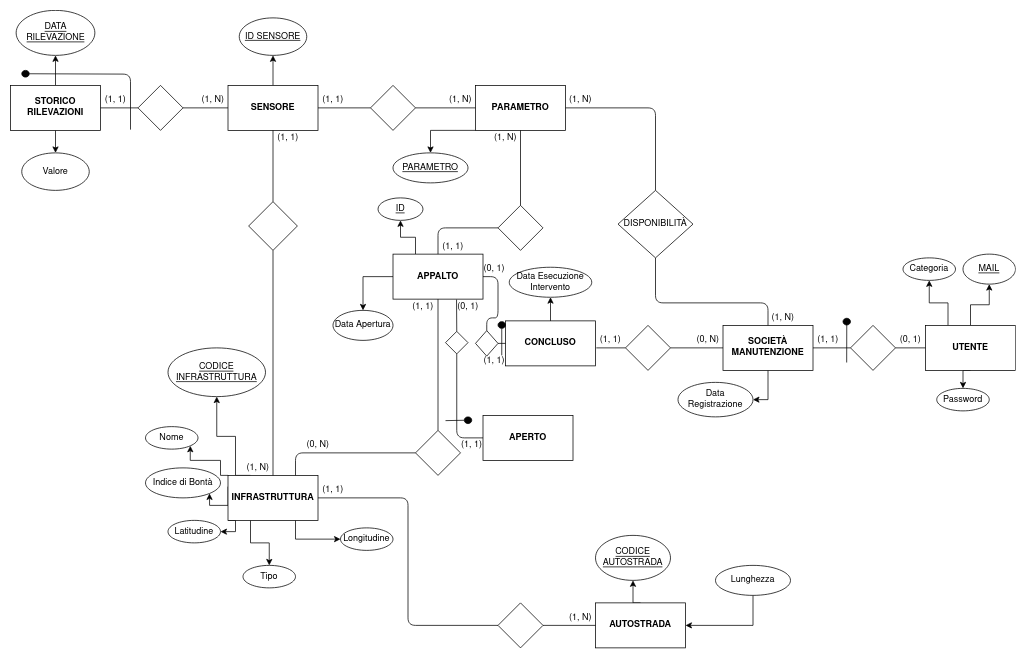 DATA
RILEVAZIONE
ID SENSORE
STORICO
RILEVAZIONI
(1, 1)
(1, N)
SENSORE
(1, 1)
(1, N)
PARAMETRO
(1, N)
(1, 1)
(1, N)
Valore
PARAMETRO
ID
DISPONIBILITÀ
(1, 1)
APPALTO
(0, 1)
Categoria
MAIL
Data Esecuzione
Intervento
(1, 1)
(0, 1)
Data Apertura
(1, N)
CONCLUSO
(1, 1)
(0, N)
SOCIETÀ
MANUTENZIONE
(1, 1)
(0, 1)
UTENTE
(1, 1)
CODICE
INFRASTRUTTURA
Data
Registrazione
Password
Nome
(0, N)
(1, 1)
APERTO
(1, N)
Indice di Bontà
INFRASTRUTTURA
(1, 1)
Latitudine
Longitudine
Tipo
CODICE
AUTOSTRADA
Lunghezza
(1, N)
AUTOSTRADA